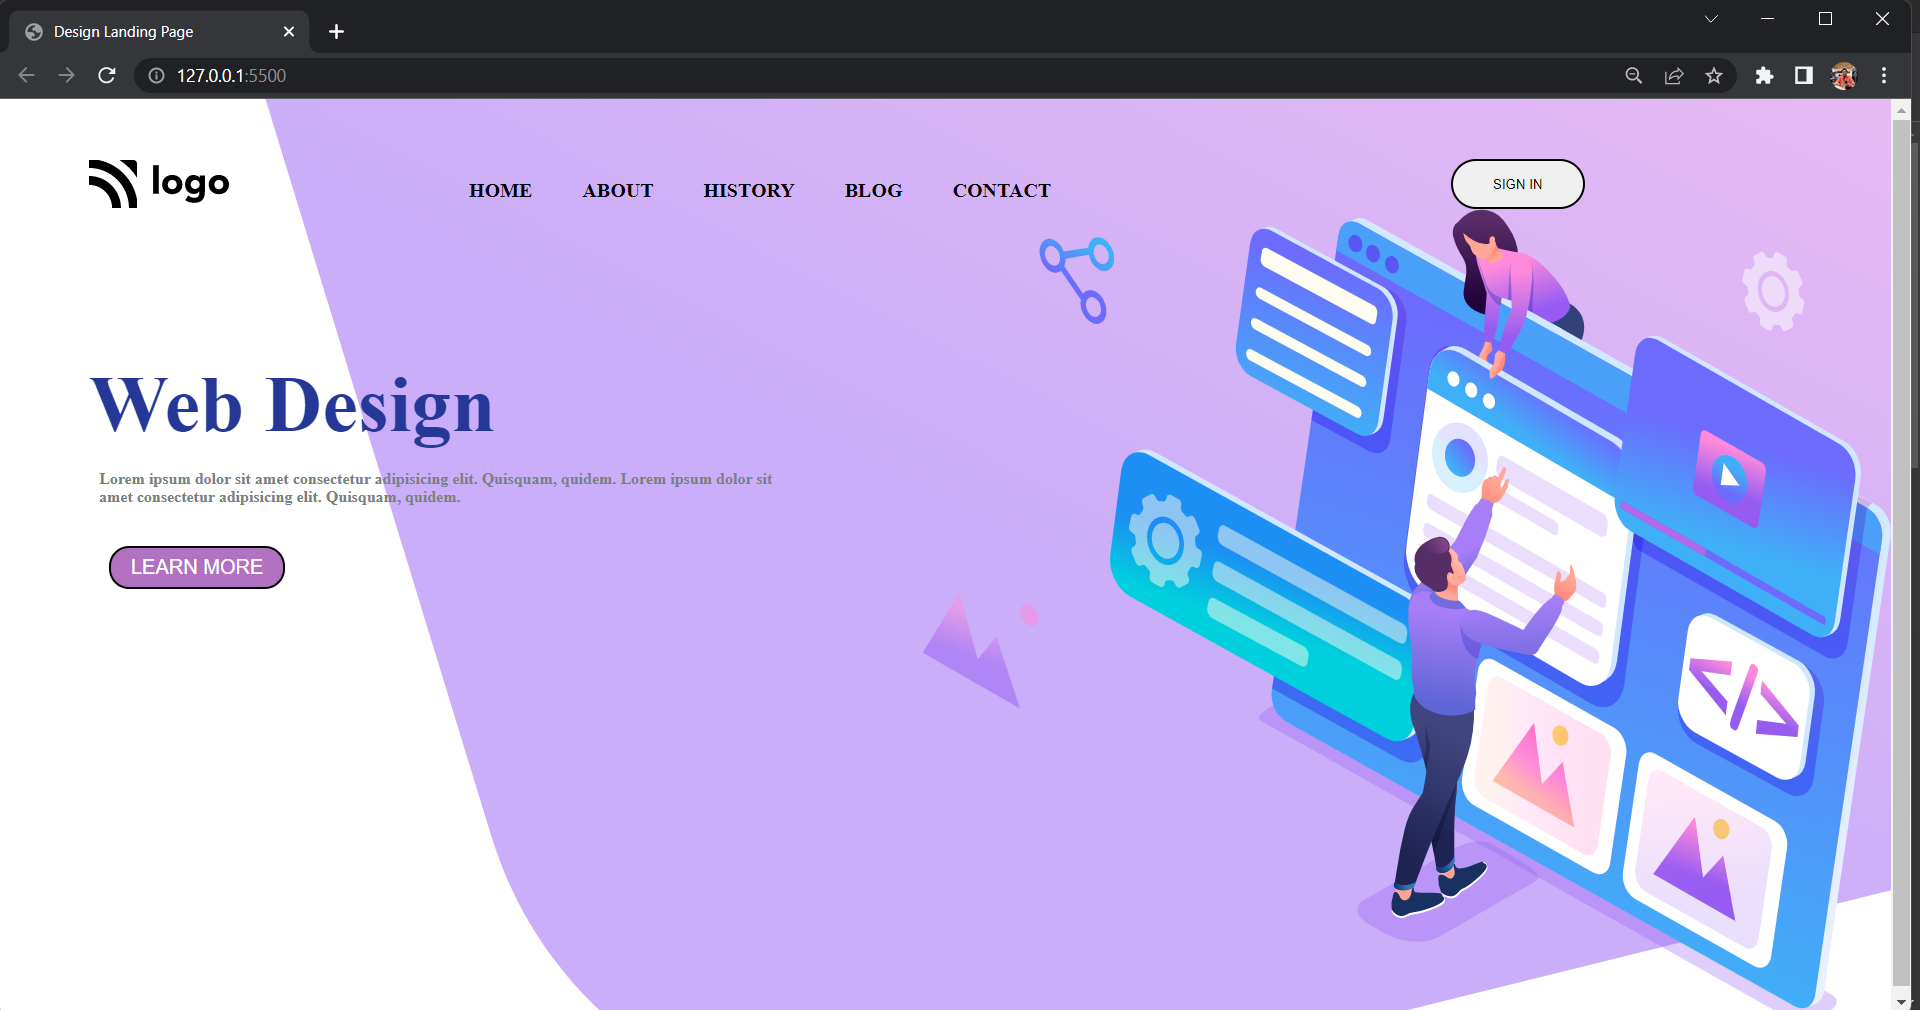 Design Landing Page
127.0.0.1:5500
logo
HOME ABOUT HISTORY BLOG CONTACT
SIGN IN
Web Design
Lorem ipsum dolor sit amet consectetur adipisicing elit. Quisquam, quidem. Lorem ipsum dolor sit
amet consectetur adipisicing elit. Quisquam, quidem.
LEARN MORE